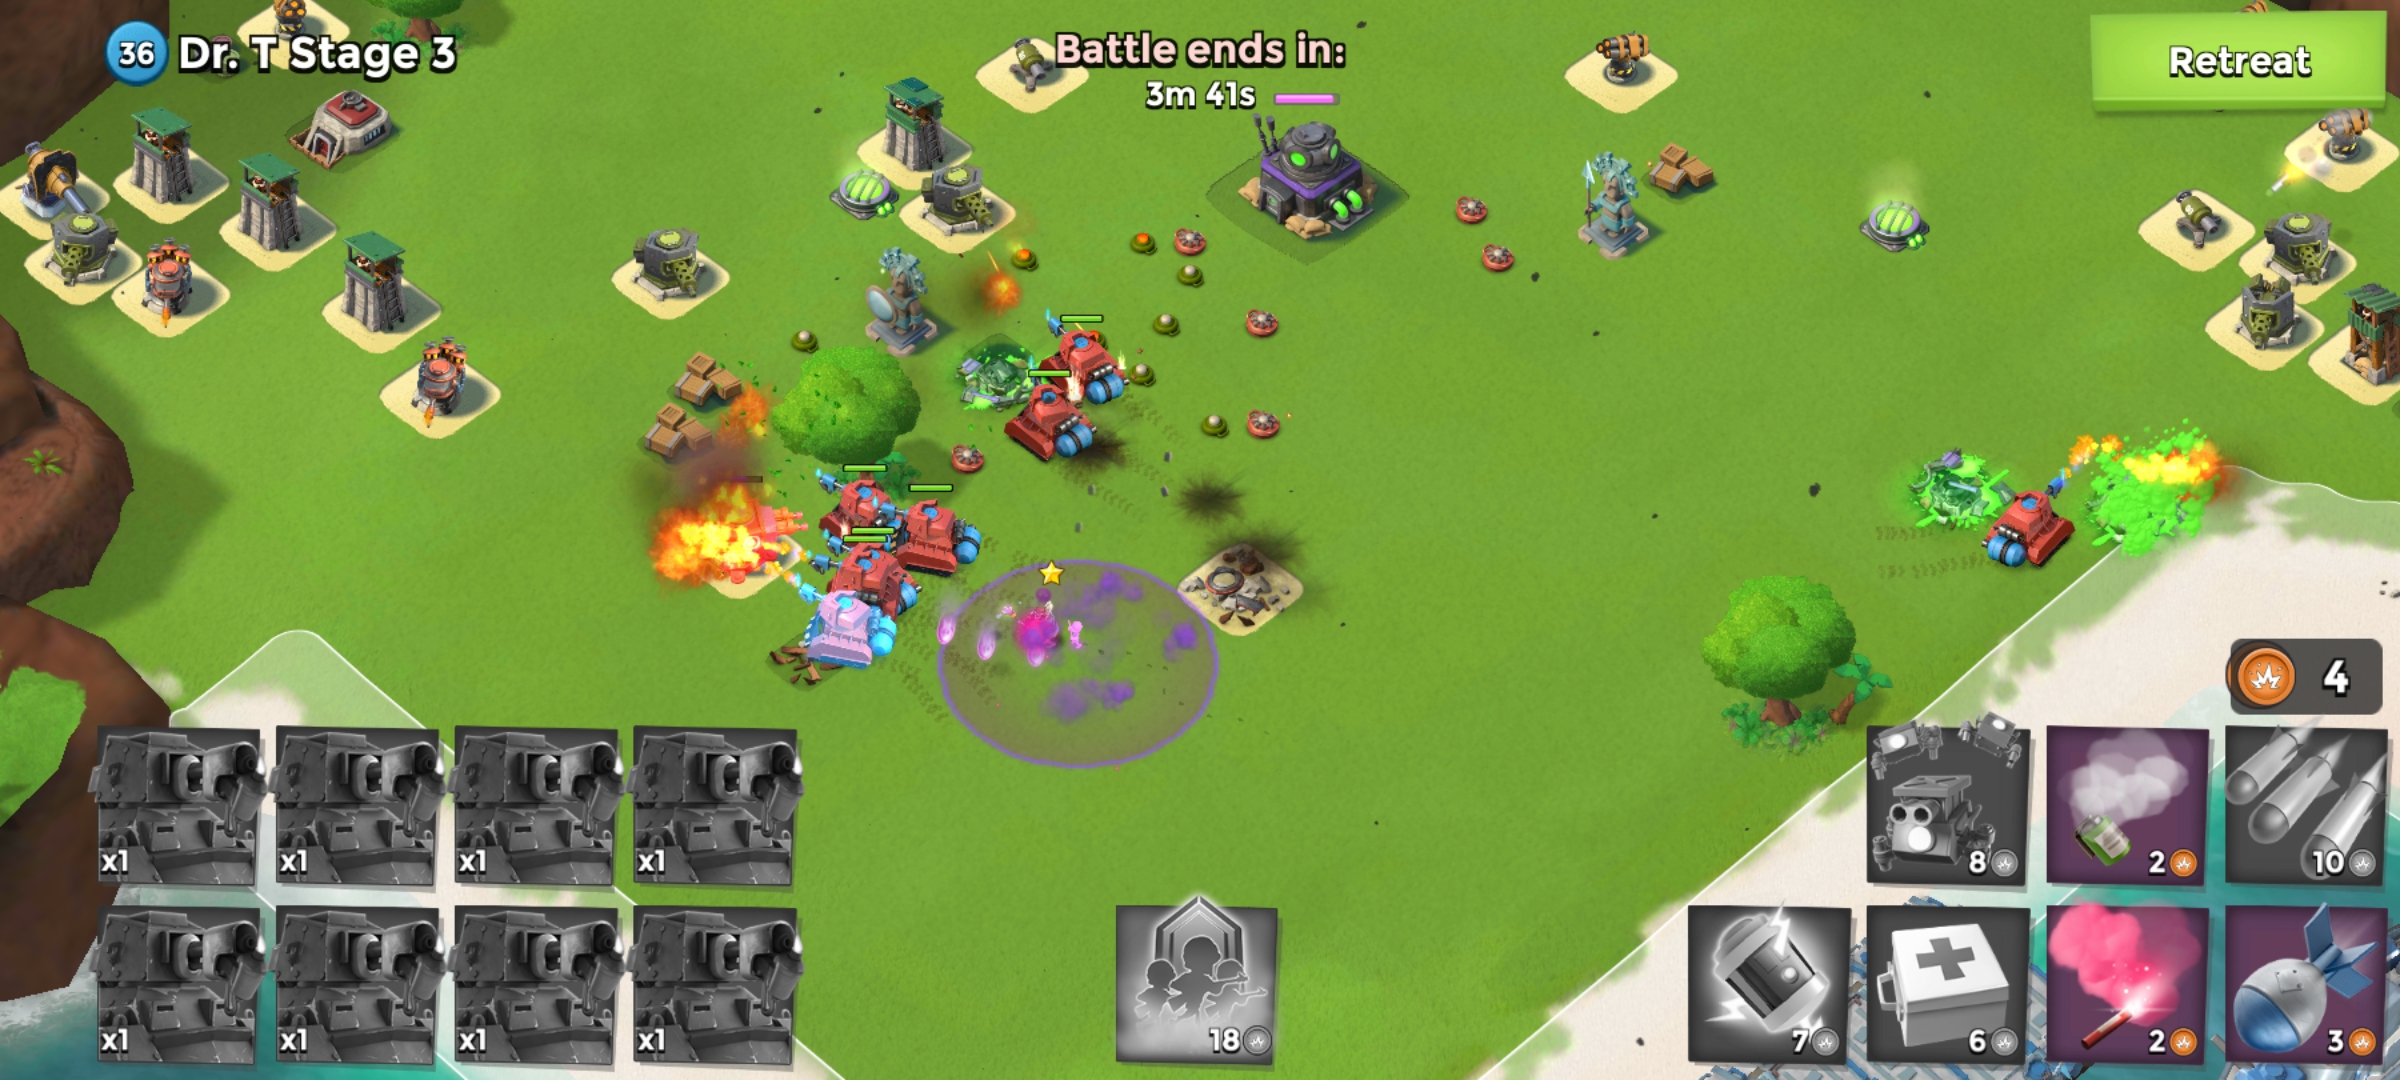 36 Dr. T Stage 3
Battle ends in:
3m 41s
Retreat
4
x1 x1 x1 x1
8 2 10
x1 x1 x1 x1
18
7 6 2 3